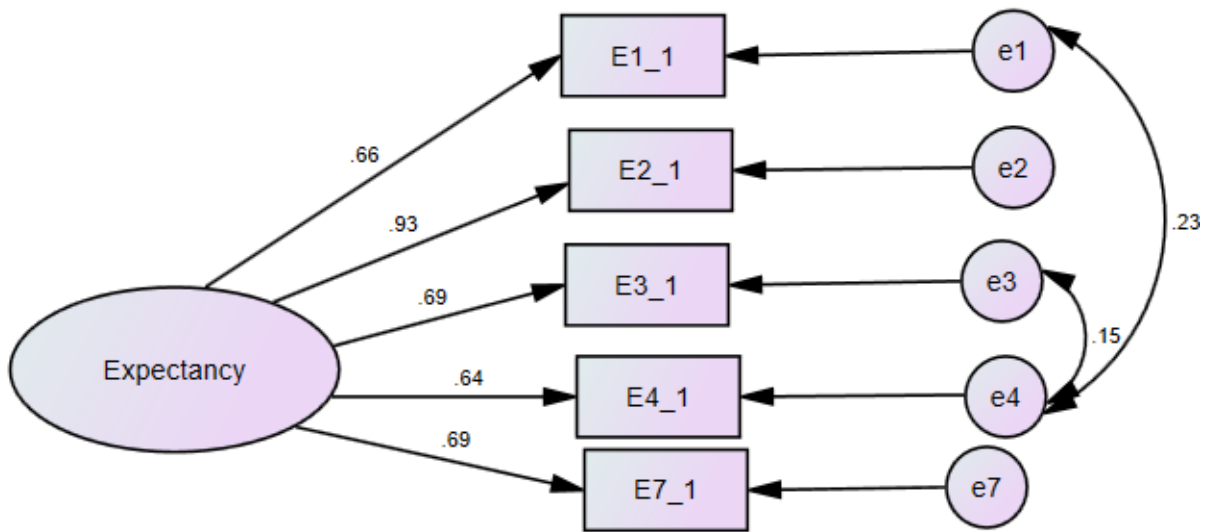 E1_1
e1
.66
E2_1
e2
.93
.23
E3_1
e3
.69
.15
Expectancy
.64
E4_1
e4
.69
E7_1
e7